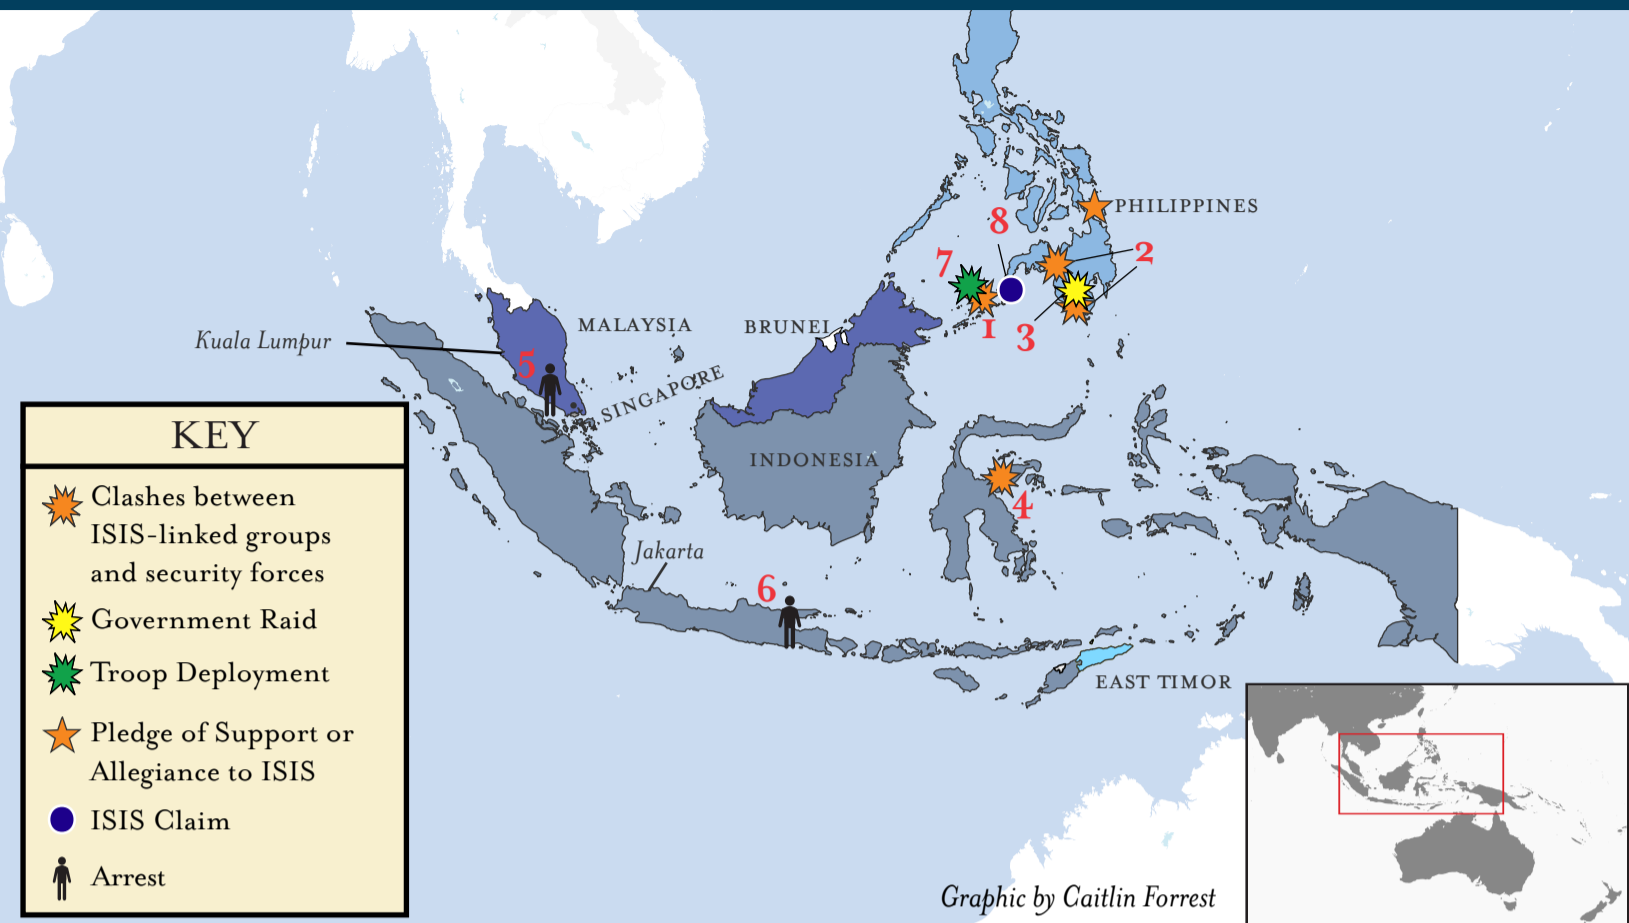 8
PHILIPPINES
2
7
1
3
MALAYSIA
BRUNEI
Kuala Lumpur
5
SINGAPORE
INDONESIA
4
Jakarta
6
EAST TIMOR
KEY
Clashes between
ISIS-linked groups
and security forces
Government Raid
Troop Deployment
Pledge of Support or
Allegiance to ISIS
ISIS Claim
Arrest
Graphic by Caitlin Forrest